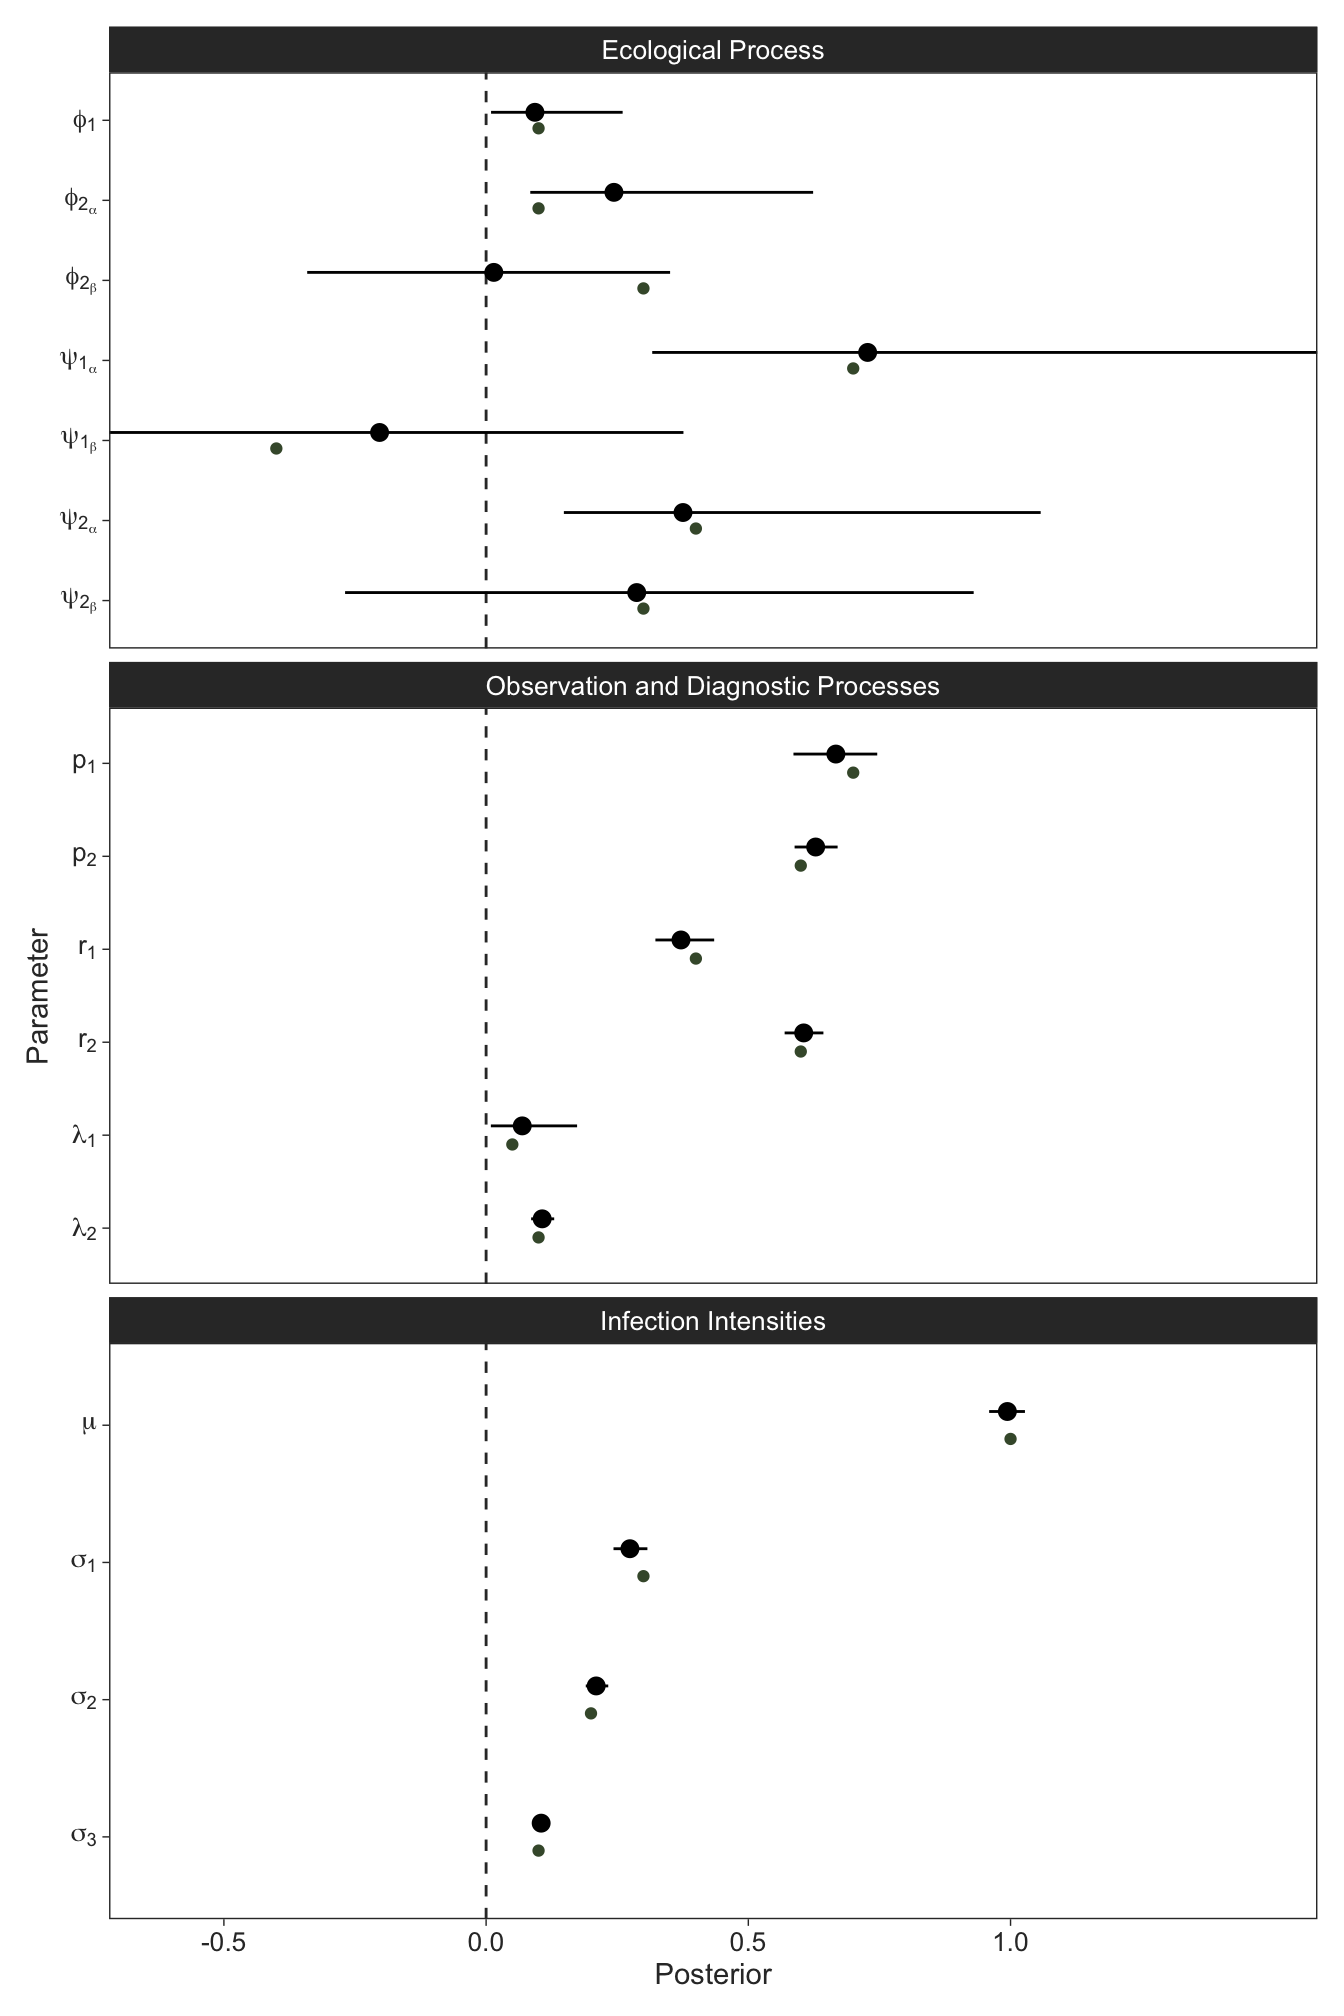 Ecological Process
ϕ1
ϕ2α
ϕ2β
ψ1α
ψ1β
ψ2α
ψ2β
Observation and Diagnostic Processes
p1
p2
r1
r2
λ1
λ2
Infection Intensities
μ
σ1
σ2
σ3
Parameter
-0.5 0.0 0.5 1.0
Posterior